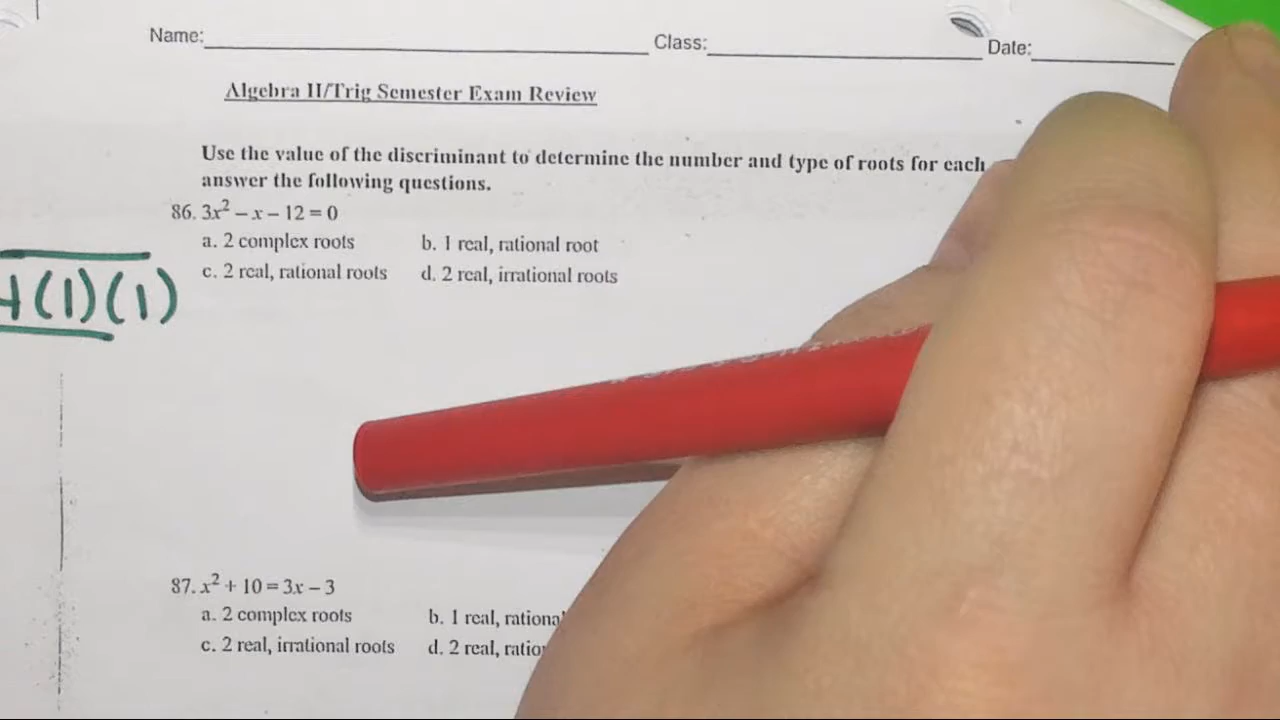 Name: Class: Date:
Algebra II/Trig Semester Exam Review
Use the value of the discriminant to determine the number and type of roots for each
answer the following questions.
86. 3x² – x – 12 = 0
a. 2 complex roots b. 1 real, rational root
c. 2 real, rational roots d. 2 real, irrational roots
4(1)(1)
87. x² + 10 = 3x – 3
a. 2 complex roots b. 1 real,
c. 2 real, irrational roots d. 2 real,